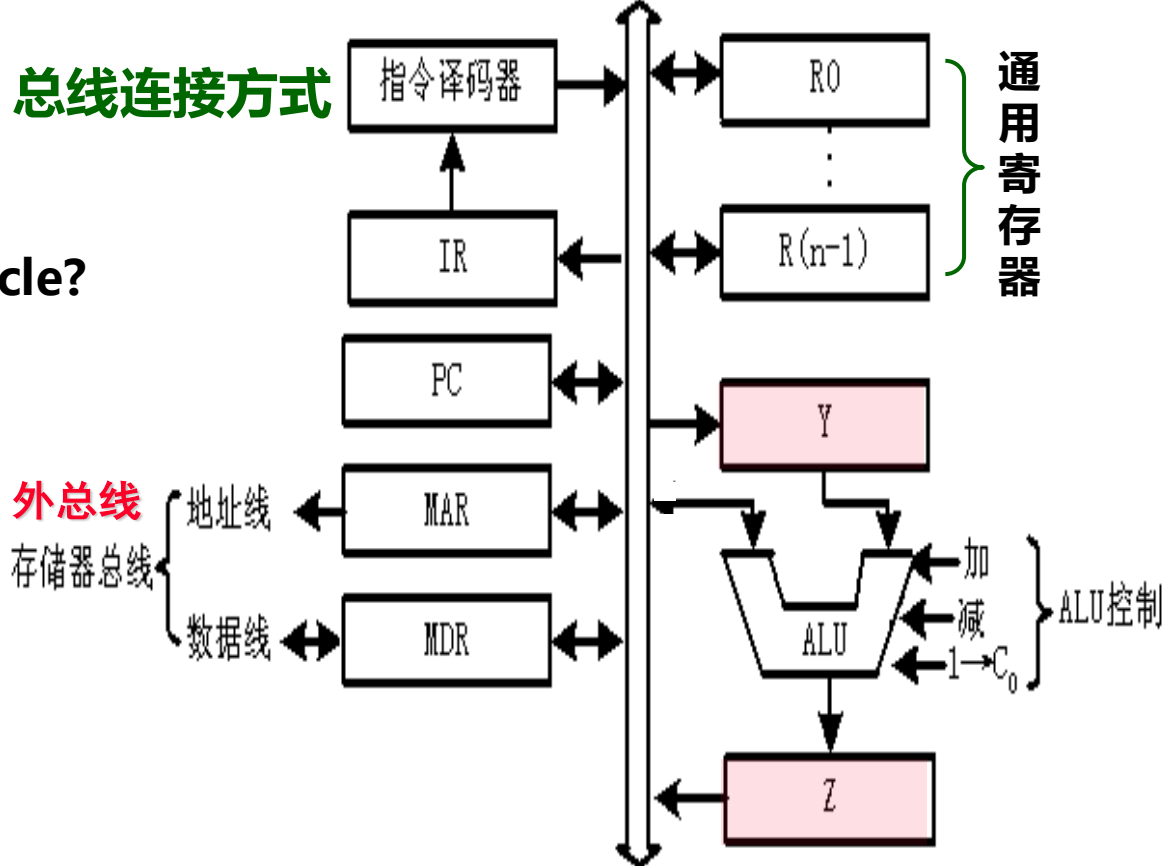 总线连接方式
cle?
指令译码器
IR
PC
MAR
MDR
外总线
存储器总线
地址线
数据线
R0
R(n-1)
通用寄存器
Y
ALU
加
减
1→C₀
ALU控制
Z